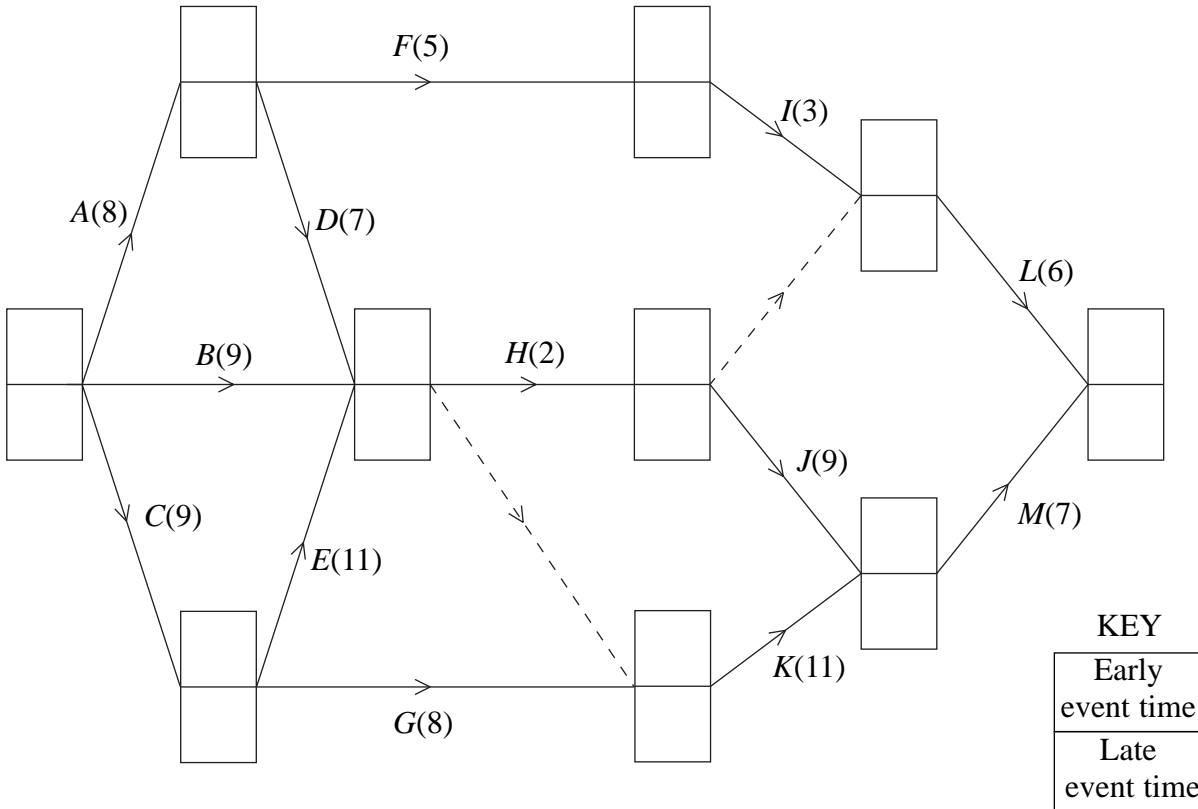 F(5)
I(3)
A(8)
D(7)
L(6)
B(9)
H(2)
J(9)
C(9)
M(7)
E(11)
KEY
K(11)
Early
event time
G(8)
Late
event time